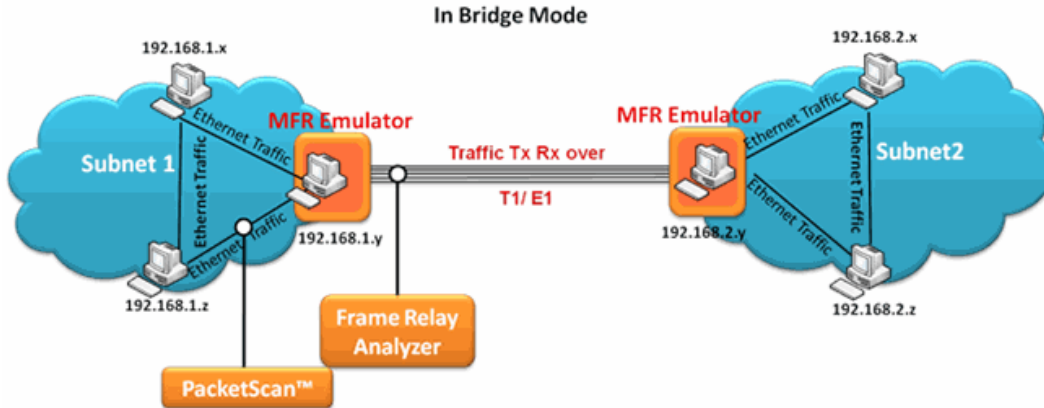 In Bridge Mode
192.168.1.x
192.168.2.x
MFR Emulator
MFR Emulator
Ethernet Traffic
Ethernet Traffic
Subnet 1
Ethernet Traffic
Traffic Tx Rx over
Ethernet Traffic
Subnet2
T1/ E1
Ethernet Traffic
Ethernet Traffic
192.168.1.y
192.168.2.y
192.168.1.z
192.168.2.z
Frame Relay
Analyzer
PacketScan™